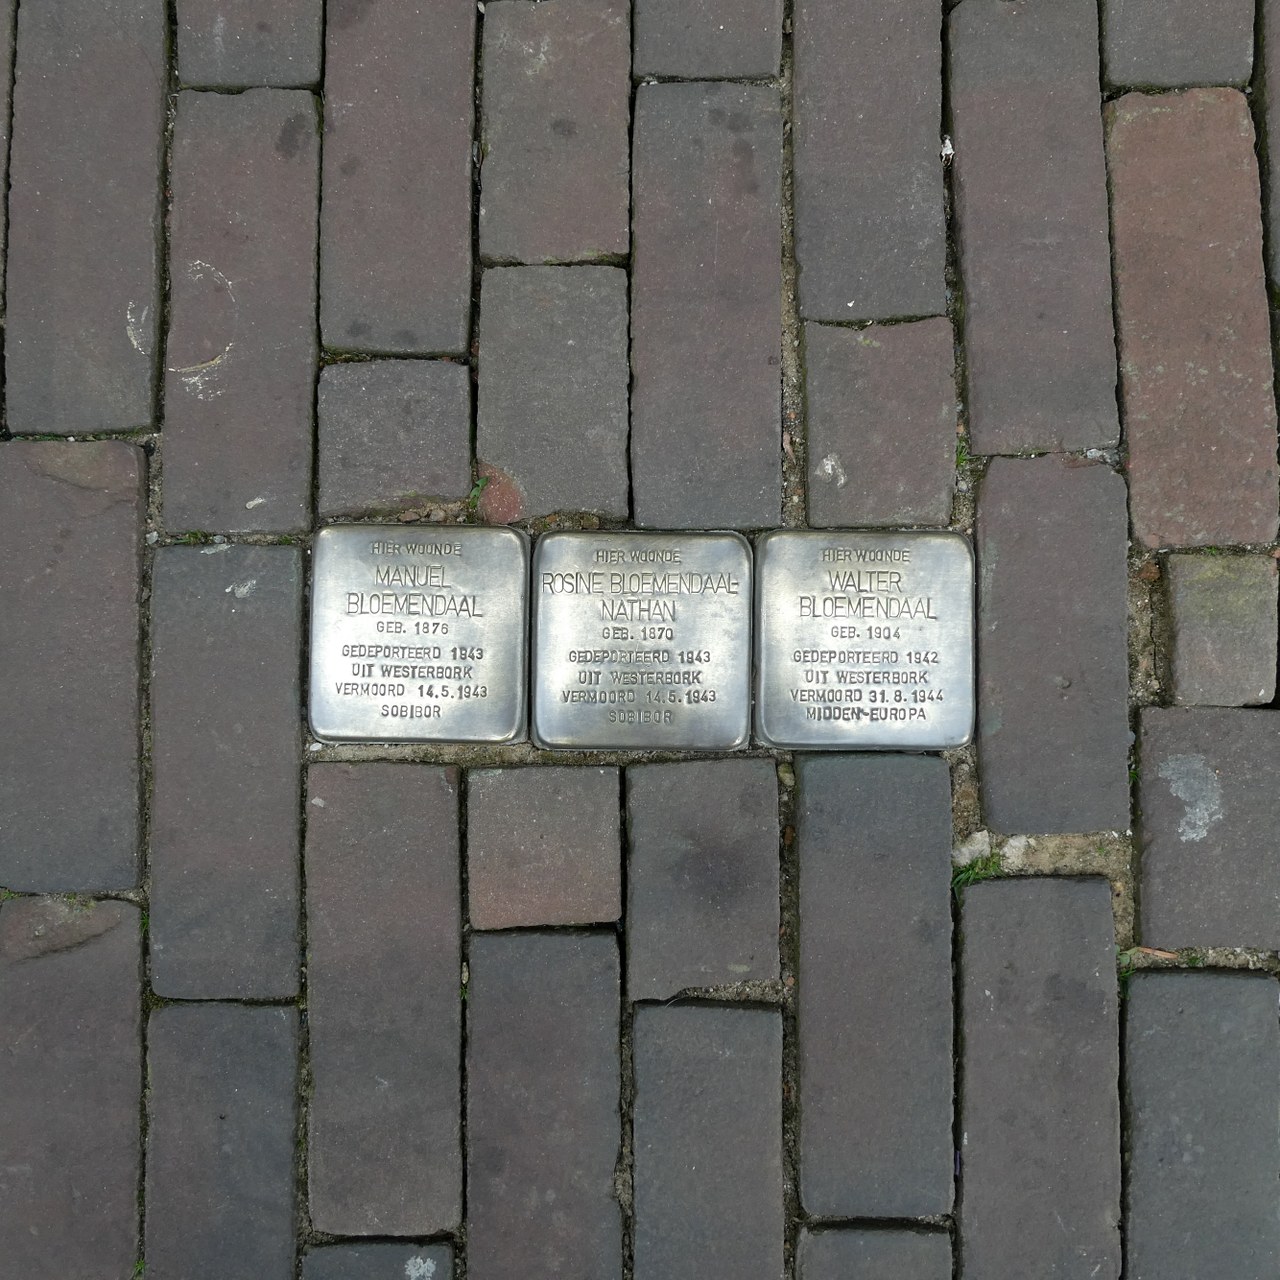 HIER WOONDE
MANUEL
BLOEMENDAAL
GEB. 1876
GEDEPORTEERD 1943
UIT WESTERBORK
VERMOORD 14.5.1943
SOBIBOR
HIER WOONDE
ROSINE BLOEMENDAAL-
NATHAN
GEB. 1870
GEDEPORTEERD 1943
UIT WESTERBORK
VERMOORD 14.5.1943
SOBIBOR
HIER WOONDE
WALTER
BLOEMENDAAL
GEB. 1904
GEDEPORTEERD 1942
UIT WESTERBORK
VERMOORD 31.8.1944
MIDDEN-EUROPA